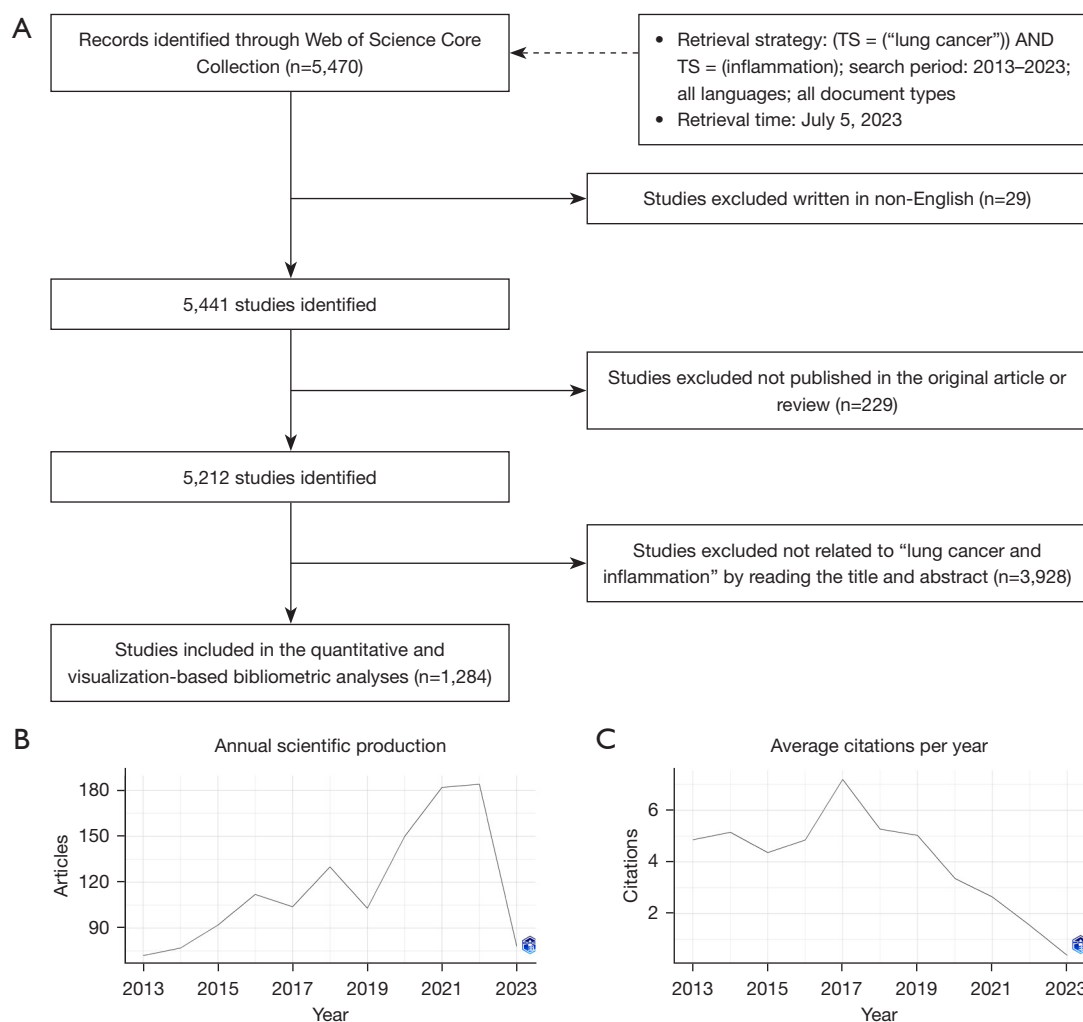 A
Records identified through Web of Science Core
Collection (n=5,470)
• Retrieval strategy: (TS = (“lung cancer”)) AND
TS = (inflammation); search period: 2013–2023;
all languages; all document types
• Retrieval time: July 5, 2023
Studies excluded written in non-English (n=29)
5,441 studies identified
Studies excluded not published in the original article or
review (n=229)
5,212 studies identified
Studies excluded not related to “lung cancer and
inflammation” by reading the title and abstract (n=3,928)
Studies included in the quantitative and
visualization-based bibliometric analyses (n=1,284)
B
Annual scientific production
180
150
120
90
Articles
2013 2015 2017 2019 2021 2023
Year
C
Average citations per year
6
4
2
Citations
2013 2015 2017 2019 2021 2023
Year